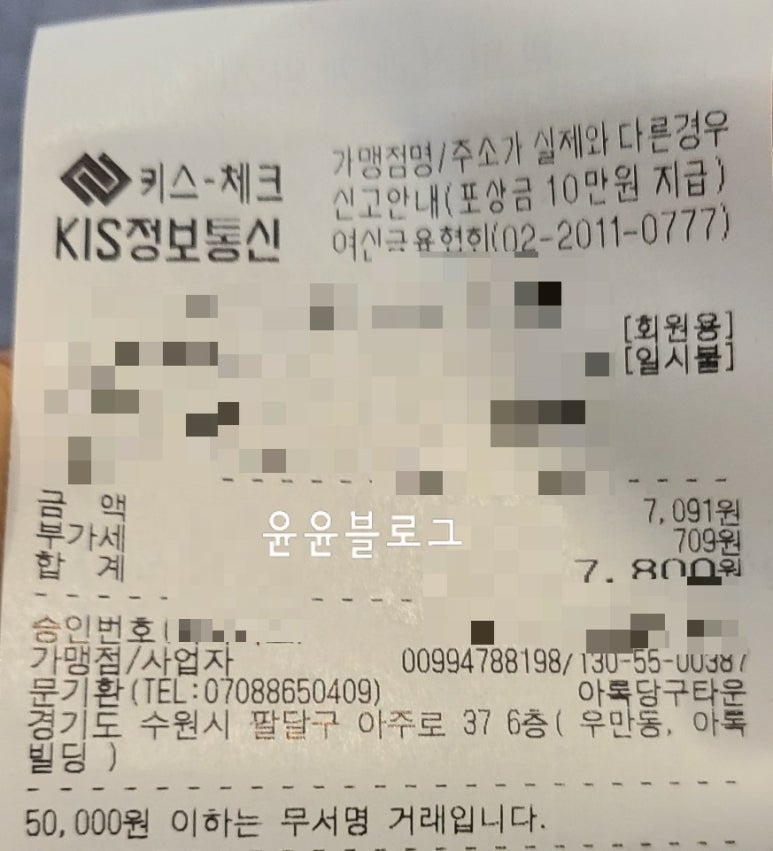 키스-체크
KIS정보통신
가맹점명/주소가 실제와 다른경우
신고안내(포상금 10만원 지급)
여신금융협회(02-2011-0777)
[회원용]
[일시불]
금 액 7,091원
부가세 709원
합 계 7,800원
윤윤블로그
승인번호(
가맹점/사업자 00994788198/130-55-00387
문기환(TEL:07088650409) 아톡당구타운
경기도 수원시 팔달구 아주로 37 6층( 우만동, 아톡
빌딩 )
50,000원 이하는 무서명 거래입니다.